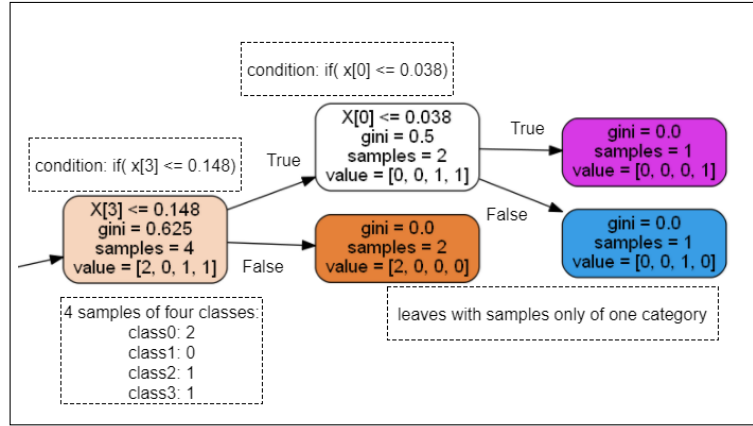 condition: if( x[0] <= 0.038)
X[0] <= 0.038
gini = 0.5
samples = 2
value = [0, 0, 1, 1]
True
gini = 0.0
samples = 1
value = [0, 0, 0, 1]
condition: if( x[3] <= 0.148)
True
X[3] <= 0.148
gini = 0.625
samples = 4
value = [2, 0, 1, 1]
False
gini = 0.0
samples = 2
value = [2, 0, 0, 0]
False
gini = 0.0
samples = 1
value = [0, 0, 1, 0]
4 samples of four classes:
class0: 2
class1: 0
class2: 1
class3: 1
leaves with samples only of one category